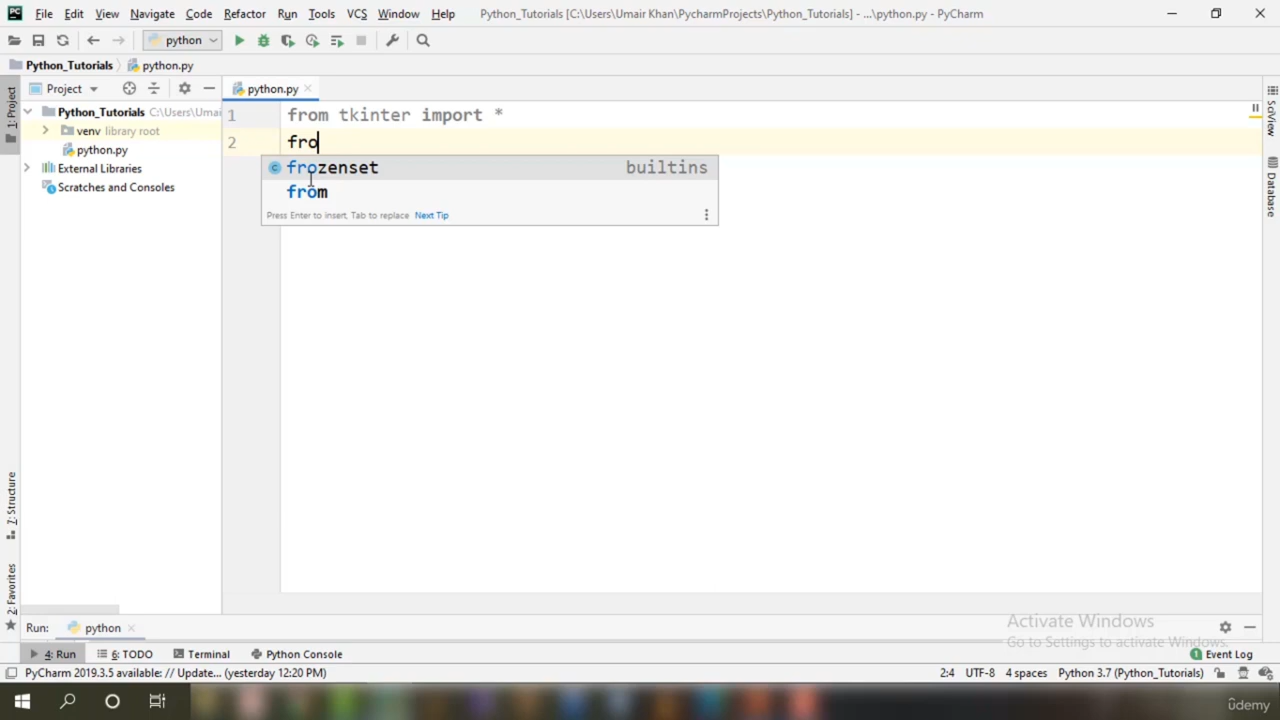 PC File Edit View Navigate Code Refactor Run Tools VCS Window Help Python_Tutorials [C:\Users\Umair Khan\PycharmProjects\Python_Tutorials] - ...\python.py - PyCharm
python
Python_Tutorials python.py
1: Project
Project
python.py
Python_Tutorials C:\Users\Umai
venv library root
python.py
External Libraries
Scratches and Consoles
1 from tkinter import *
2 fro
frozenset builtins
from
Press Enter to insert, Tab to replace Next Tip
SciView
Database
Z: Structure
2: Favorites
Run: python
Activate Windows
Go to Settings to activate Windows.
4: Run 6: TODO Terminal Python Console 1 Event Log
PyCharm 2019.3.5 available: // Update... (yesterday 12:20 PM) 2:4 UTF-8 4 spaces Python 3.7 (Python_Tutorials)
ûdemy